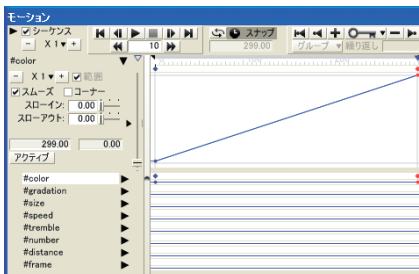 モーション
シーケンス
X 1
10
スナップ
299.00
グループ
繰り返し
#color
X 1
範囲
スムーズ コーナー
スローイン: 0.00
スローアウト: 0.00
299.00 0.00
アクティブ
#color
#gradation
#size
#speed
#tremble
#number
#distance
#frame